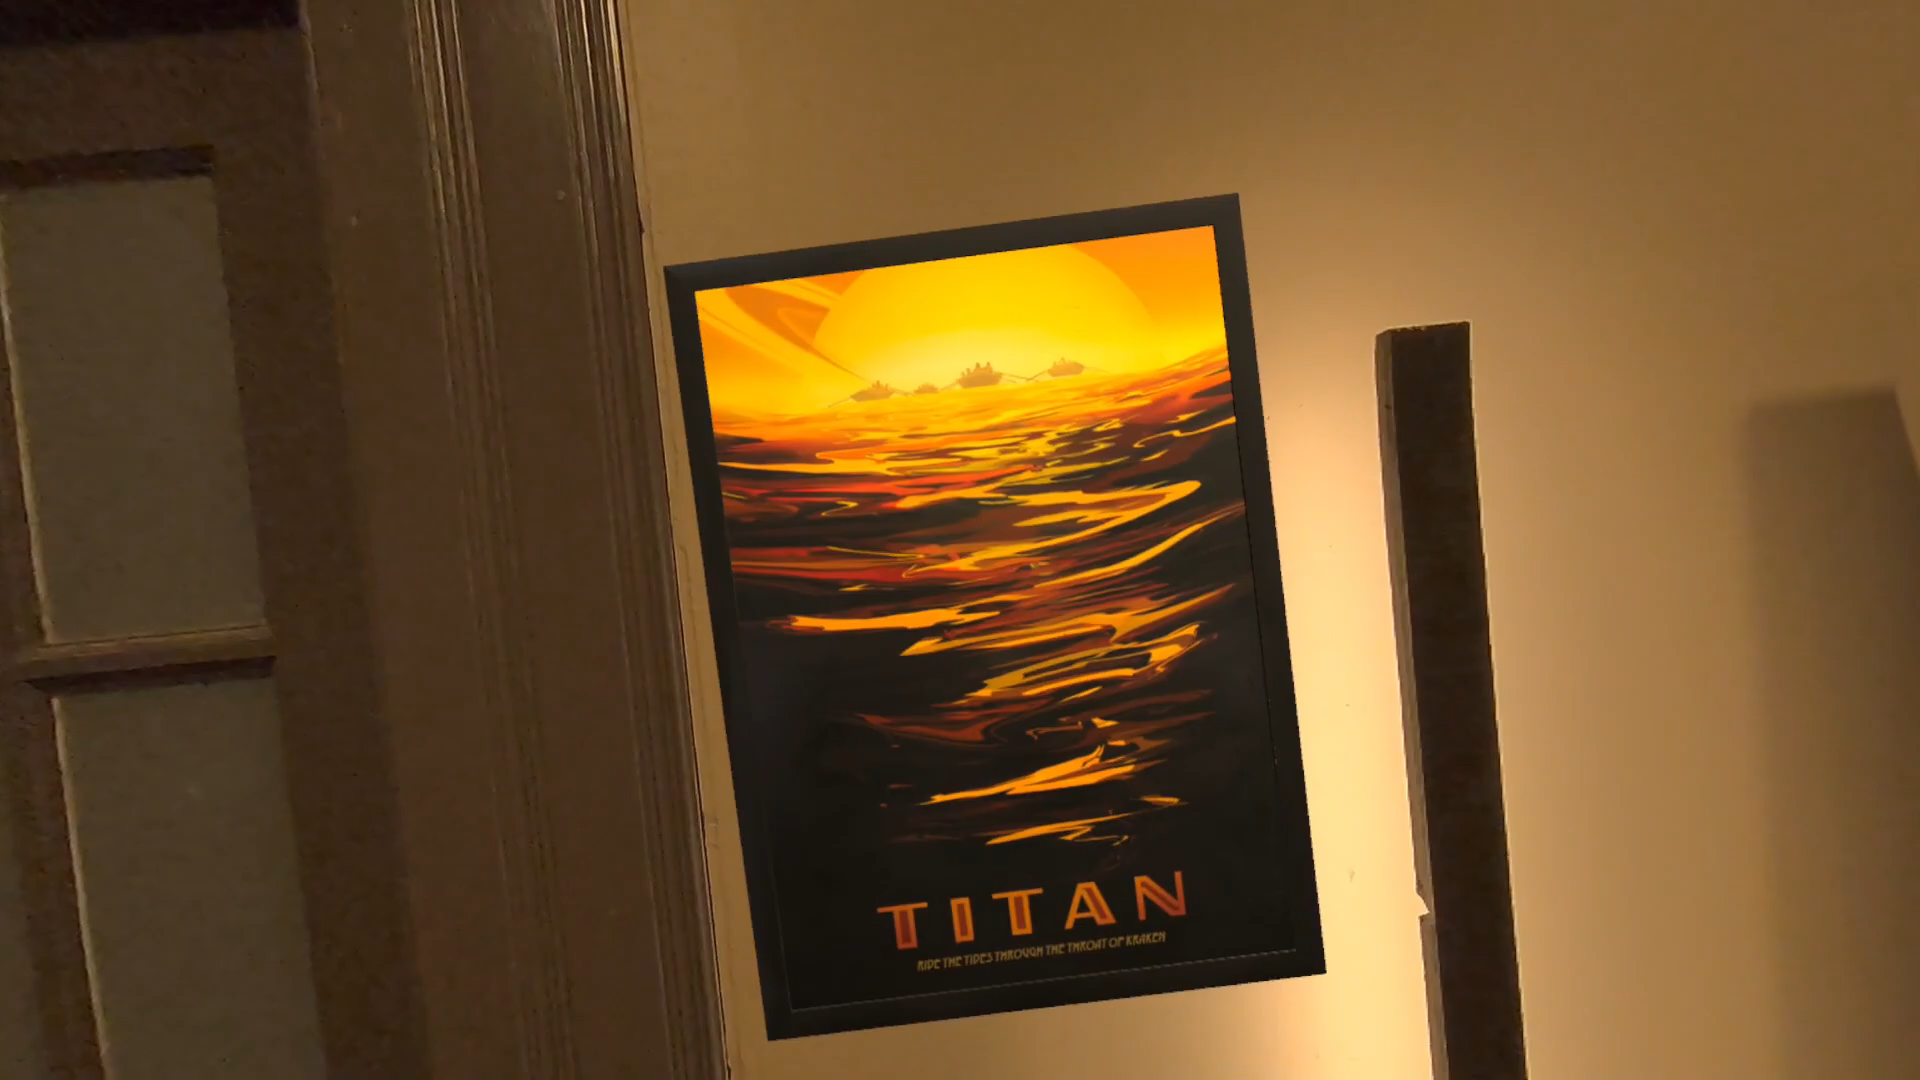 TITAN
RIDE THE TIDES THROUGH THE THROAT OF KRAKEN